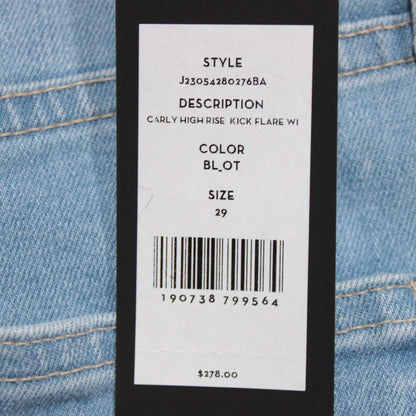 STYLE
J23054280276BA
DESCRIPTION
CARLY HIGH RISE KICK FLARE WI
COLOR
BL_OT
SIZE
29
190738 799564
$278.00